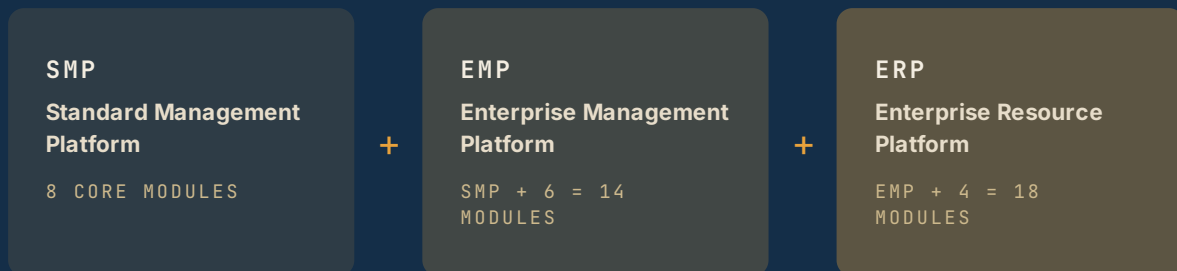 SMP
Standard Management
Platform
8 CORE MODULES
+
EMP
Enterprise Management
Platform
SMP + 6 = 14
MODULES
+
ERP
Enterprise Resource
Platform
EMP + 4 = 18
MODULES